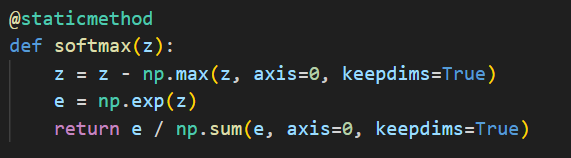 @staticmethod
def softmax(z):
    z = z - np.max(z, axis=0, keepdims=True)
    e = np.exp(z)
    return e / np.sum(e, axis=0, keepdims=True)